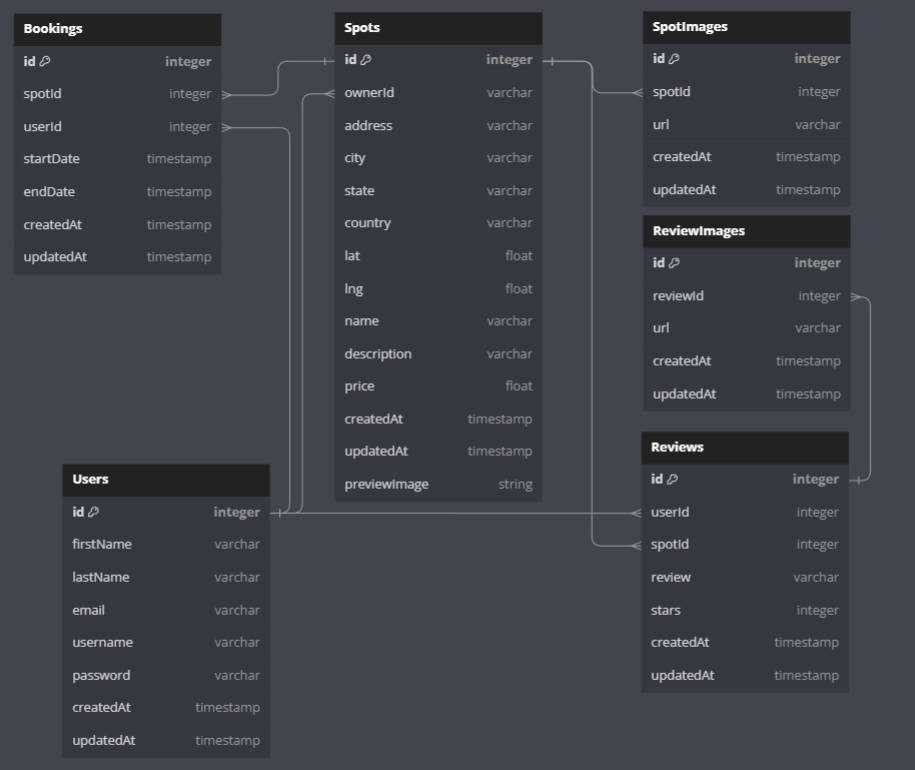 Bookings
id integer
spotId integer
userId integer
startDate timestamp
endDate timestamp
createdAt timestamp
updatedAt timestamp
Spots
id integer
ownerId varchar
address varchar
city varchar
state varchar
country varchar
lat float
lng float
name varchar
description varchar
price float
createdAt timestamp
updatedAt timestamp
previewImage string
SpotImages
id integer
spotId integer
url varchar
createdAt timestamp
updatedAt timestamp
ReviewImages
id integer
reviewId integer
url varchar
createdAt timestamp
updatedAt timestamp
Users
id integer
firstName varchar
lastName varchar
email varchar
username varchar
password varchar
createdAt timestamp
updatedAt timestamp
Reviews
id integer
userId integer
spotId integer
review varchar
stars integer
createdAt timestamp
updatedAt timestamp